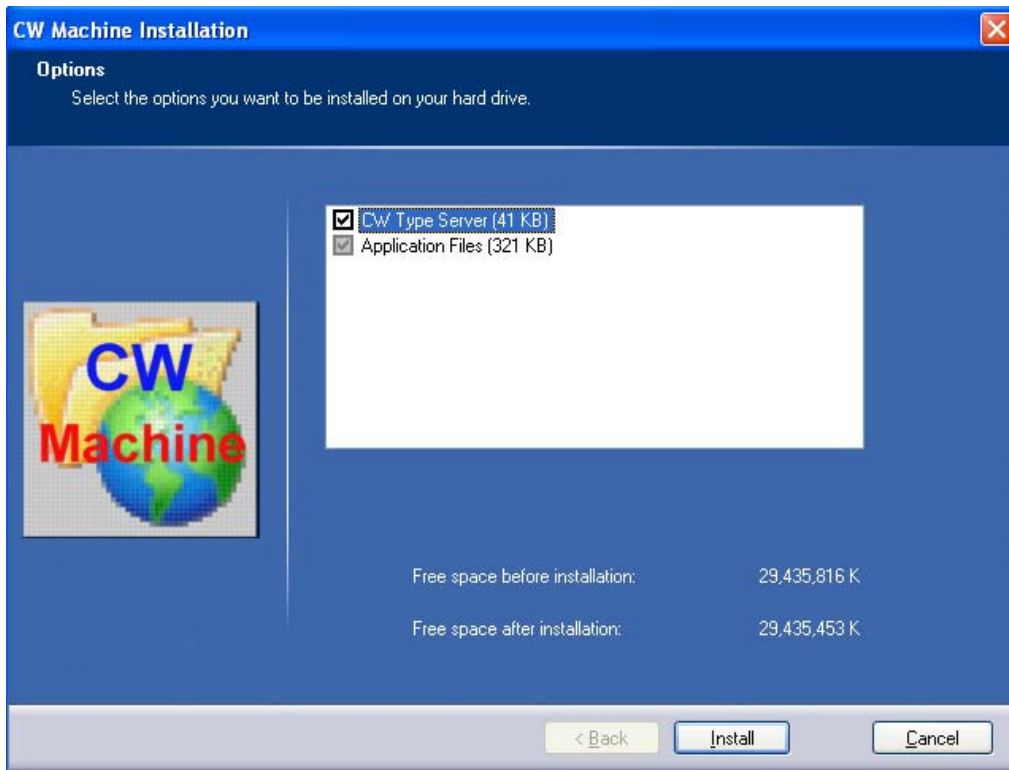 CW Machine Installation
Options
Select the options you want to be installed on your hard drive.
CW Type Server (41 KB)
Application Files (321 KB)
CW
Machine
Free space before installation: 29,435,816 K
Free space after installation: 29,435,453 K
< Back Install Cancel